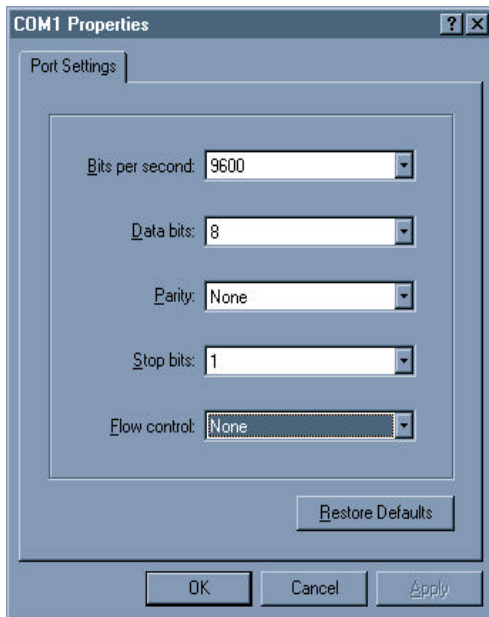 COM1 Properties
Port Settings
Bits per second: 9600
Data bits: 8
Parity: None
Stop bits: 1
Flow control: None
Restore Defaults
OK Cancel Apply